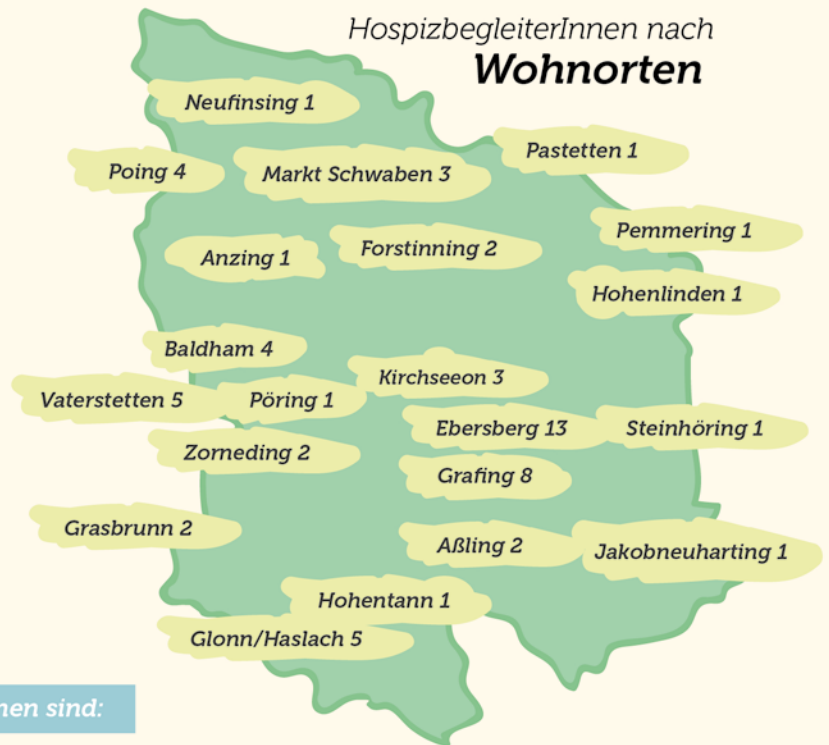 HospizbegleiterInnen nach
Wohnorten
Neufinsing 1
Pastetten 1
Poing 4
Markt Schwaben 3
Pemmering 1
Anzing 1
Forstinning 2
Hohenlinden 1
Baldham 4
Kirchseeon 3
Vaterstetten 5
Pöring 1
Ebersberg 13
Steinhöring 1
Zorneding 2
Grafing 8
Grasbrunn 2
Aßling 2
Jakobneuharting 1
Hohentann 1
Glonn/Haslach 5
sind: